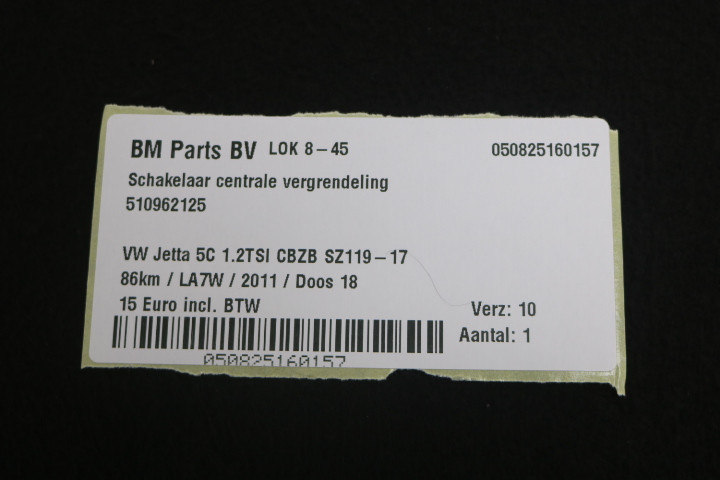 BM Parts BV LOK 8-45 050825160157
Schakelaar centrale vergrendeling
510962125
VW Jetta 5C 1.2TSI CBZB SZ119-17
86km / LA7W / 2011 / Doos 18
15 Euro incl. BTW Verz: 10
Aantal: 1
050825160157